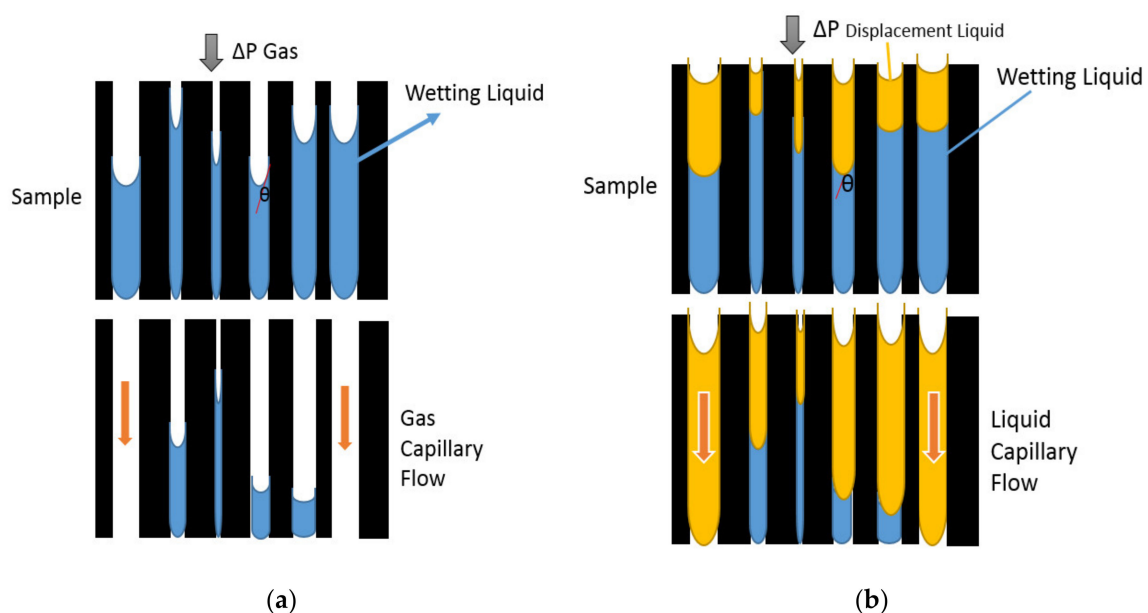 ΔP Gas
Wetting Liquid
Sample
θ
Gas
Capillary
Flow
(a)
ΔP Displacement Liquid
Wetting Liquid
Sample
θ
Liquid
Capillary
Flow
(b)